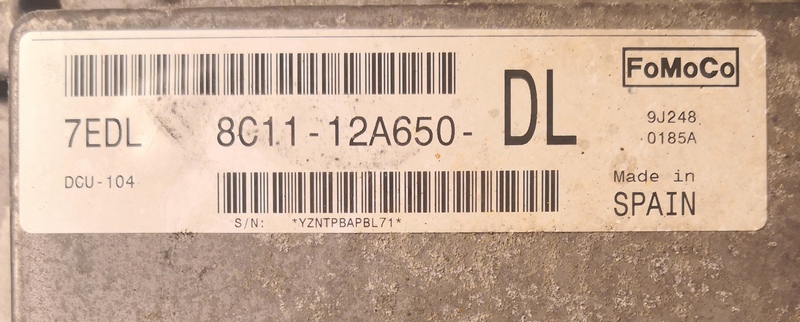 FoMoCo
7EDL 8C11-12A650-DL
9J248
0185A
DCU-104
Made in
SPAIN
S/N: *YZNTPBAPBL71*